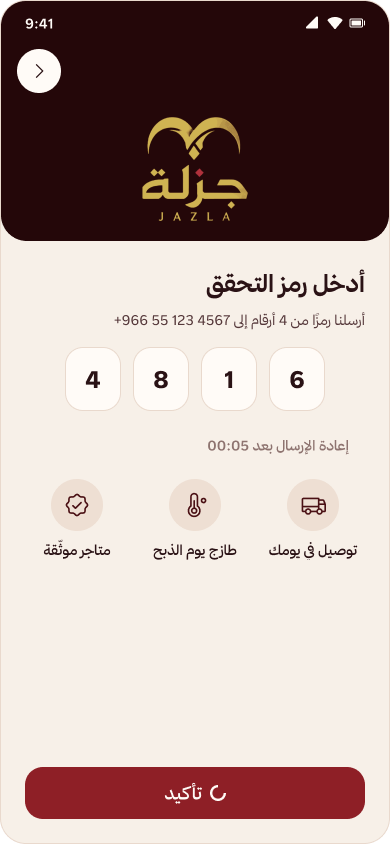 9:41
جزلة
JAZLA
أدخل رمز التحقق
أرسلنا رمزًا من 4 أرقام إلى 4567 123 55 966+
4 8 1 6
إعادة الإرسال بعد 00:05
توصيل في يومك
طازج يوم الذبح
متاجر موثّقة
تأكيد